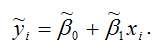 ỹᵢ = β̃₀ + β̃₁xᵢ.